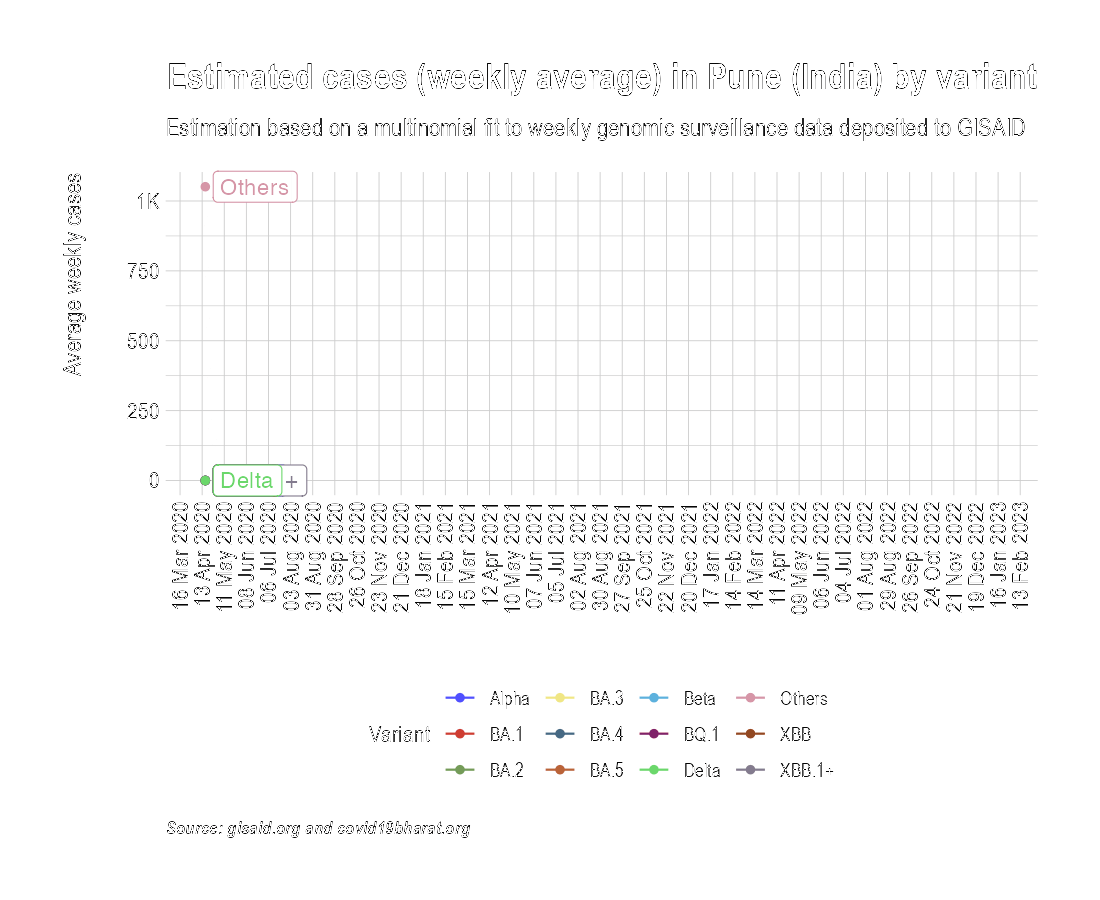 Estimated cases (weekly average) in Pune (India) by variant
Estimation based on a multinomial fit to weekly genomic surveillance data deposited to GISAID
Average weekly cases
1K
750
500
250
0
Others
Delta
+
16 Mar 2020
13 Apr 2020
11 May 2020
08 Jun 2020
06 Jul 2020
03 Aug 2020
31 Aug 2020
28 Sep 2020
26 Oct 2020
23 Nov 2020
21 Dec 2020
18 Jan 2021
15 Feb 2021
15 Mar 2021
12 Apr 2021
10 May 2021
07 Jun 2021
05 Jul 2021
02 Aug 2021
30 Aug 2021
27 Sep 2021
25 Oct 2021
22 Nov 2021
20 Dec 2021
17 Jan 2022
14 Feb 2022
14 Mar 2022
11 Apr 2022
09 May 2022
06 Jun 2022
04 Jul 2022
01 Aug 2022
29 Aug 2022
26 Sep 2022
24 Oct 2022
21 Nov 2022
19 Dec 2022
16 Jan 2023
13 Feb 2023
Variant
Alpha
BA.1
BA.2
BA.3
BA.4
BA.5
Beta
BQ.1
Delta
Others
XBB
XBB.1+
Source: gisaid.org and covid19bharat.org